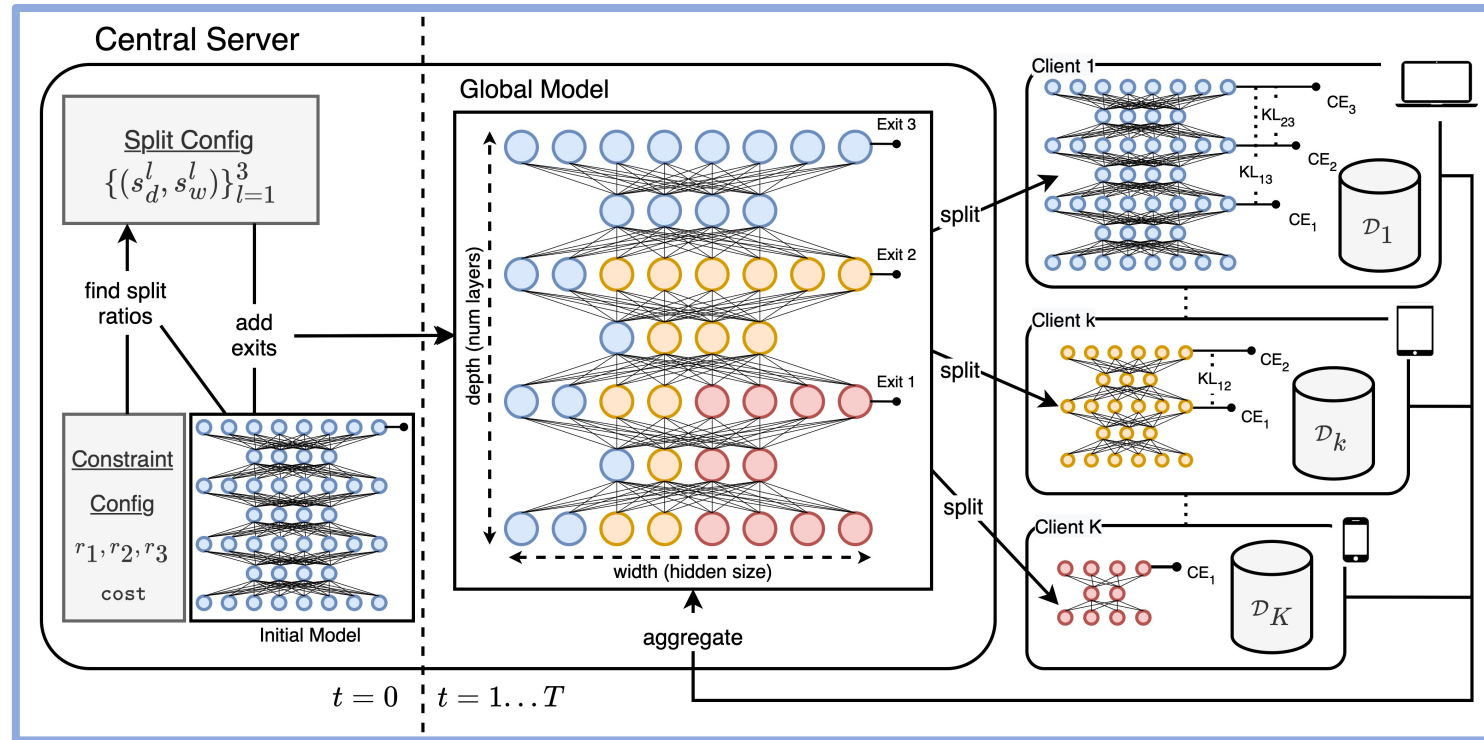 Central Server
Split Config
{(s_d^l, s_w^l)}_{l=1}^3
find split
ratios
add
exits
Constraint
Config
r_1, r_2, r_3
cost
Initial Model
t = 0
t = 1...T
Global Model
Exit 3
Exit 2
Exit 1
depth (num layers)
width (hidden size)
aggregate
split
split
split
Client 1
CE_3
KL_23
CE_2
KL_13
CE_1
D_1
Client k
CE_2
KL_12
CE_1
D_k
Client K
CE_1
D_K